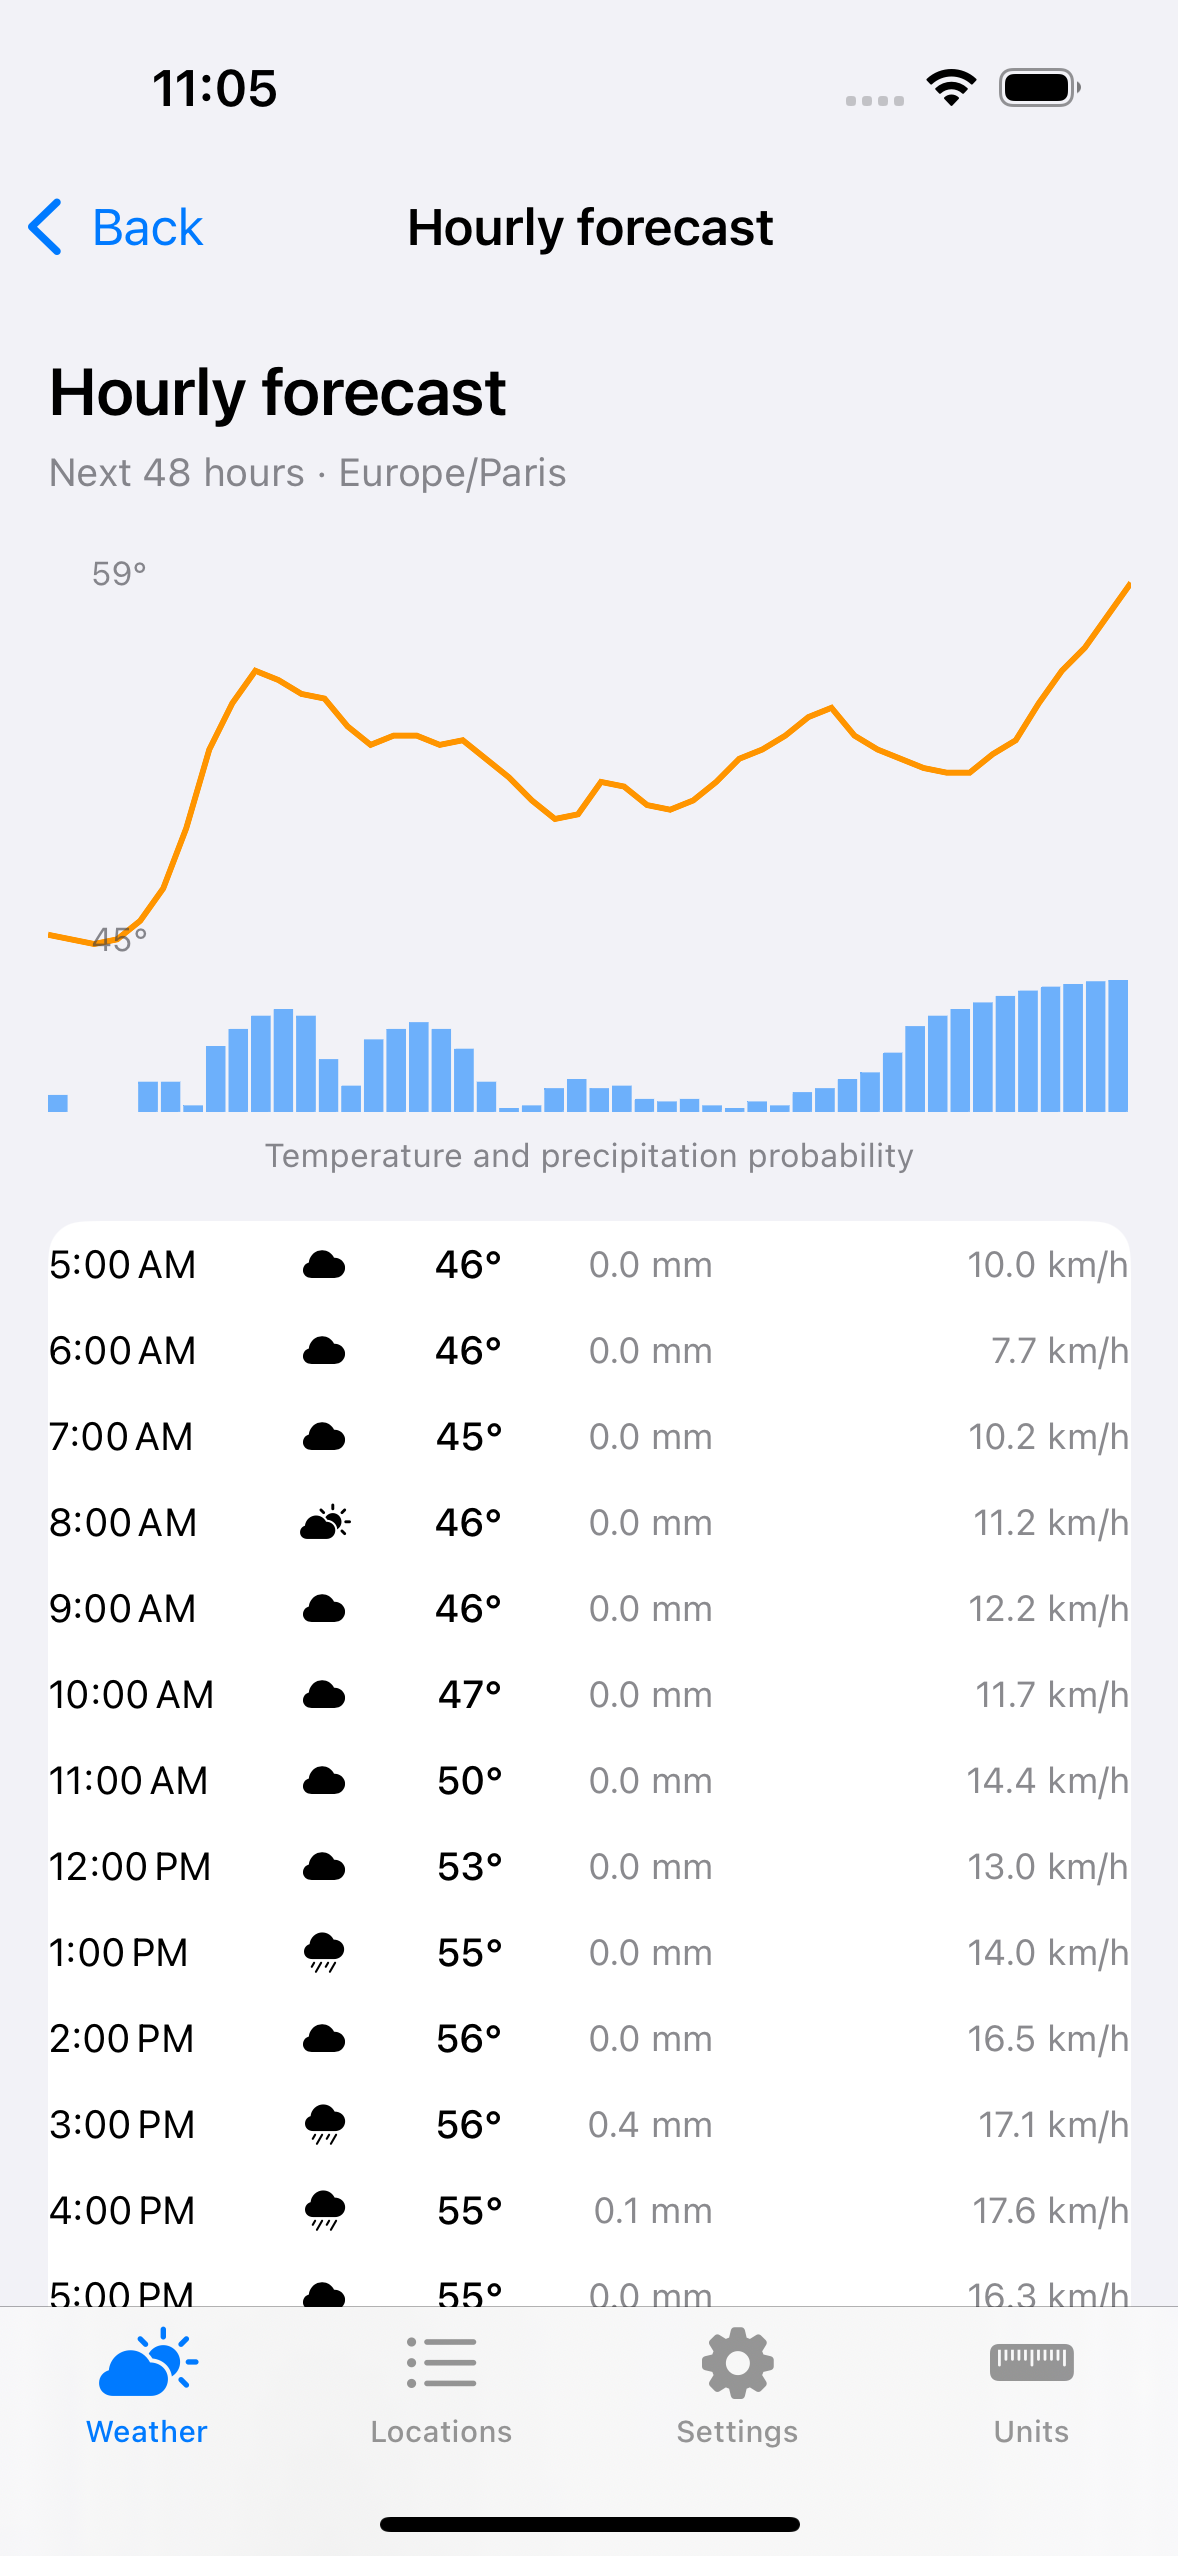 11:05
Back
Hourly forecast
Hourly forecast
Next 48 hours · Europe/Paris
59°
45°
Temperature and precipitation probability
5:00 AM 46° 0.0 mm 10.0 km/h
6:00 AM 46° 0.0 mm 7.7 km/h
7:00 AM 45° 0.0 mm 10.2 km/h
8:00 AM 46° 0.0 mm 11.2 km/h
9:00 AM 46° 0.0 mm 12.2 km/h
10:00 AM 47° 0.0 mm 11.7 km/h
11:00 AM 50° 0.0 mm 14.4 km/h
12:00 PM 53° 0.0 mm 13.0 km/h
1:00 PM 55° 0.0 mm 14.0 km/h
2:00 PM 56° 0.0 mm 16.5 km/h
3:00 PM 56° 0.4 mm 17.1 km/h
4:00 PM 55° 0.1 mm 17.6 km/h
5:00 PM 55° 0.0 mm 16.3 km/h
Weather Locations Settings Units